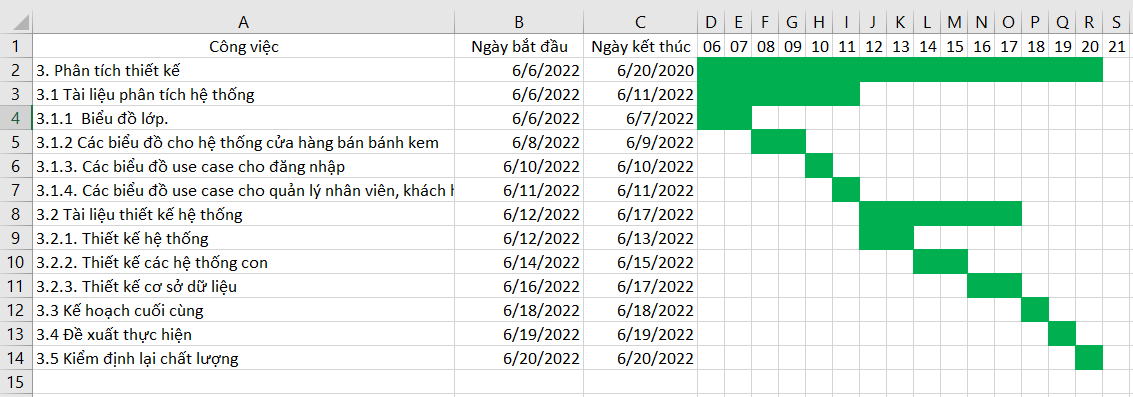 A B C D E F G H I J K L M N O P Q R S
1 Công việc Ngày bắt đầu Ngày kết thúc 06 07 08 09 10 11 12 13 14 15 16 17 18 19 20 21
2 3. Phân tích thiết kế 6/6/2022 6/20/2020
3 3.1 Tài liệu phân tích hệ thống 6/6/2022 6/11/2022
4 3.1.1 Biểu đồ lớp. 6/6/2022 6/7/2022
5 3.1.2 Các biểu đồ cho hệ thống cửa hàng bán bánh kem 6/8/2022 6/9/2022
6 3.1.3. Các biểu đồ use case cho đăng nhập 6/10/2022 6/10/2022
7 3.1.4. Các biểu đồ use case cho quản lý nhân viên, khách h 6/11/2022 6/11/2022
8 3.2 Tài liệu thiết kế hệ thống 6/12/2022 6/17/2022
9 3.2.1. Thiết kế hệ thống 6/12/2022 6/13/2022
10 3.2.2. Thiết kế các hệ thống con 6/14/2022 6/15/2022
11 3.2.3. Thiết kế cơ sở dữ liệu 6/16/2022 6/17/2022
12 3.3 Kế hoạch cuối cùng 6/18/2022 6/18/2022
13 3.4 Đề xuất thực hiện 6/19/2022 6/19/2022
14 3.5 Kiểm định lại chất lượng 6/20/2022 6/20/2022
15